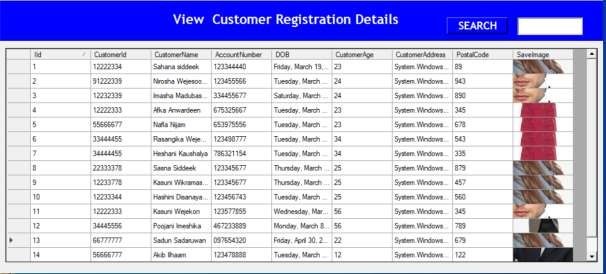 View Customer Registration Details
SEARCH
Iid CustomerId CustomerName AccountNumber DOB CustomerAge CustomerAddress PostalCode SaveImage
1 12222334 Sahana siddeek 123344440 Friday, March 19, ... 23 System.Windows... 89
2 91222339 Nirosha Wejesoo... 123455566 Tuesday, March ... 24 System.Windows... 943
3 12232339 Imasha Madubas... 334455677 Saturday, March ... 24 System.Windows... 890
4 12222333 Afka Anwardeen 675325667 Tuesday, March ... 23 System.Windows... 345
5 55666677 Nafla Nijam 653975556 Tuesday, March ... 23 System.Windows... 678
6 33444455 Rasangika Weje... 123498777 Tuesday, March ... 34 System.Windows... 543
7 34444455 Heshani Kaushalya 786321154 Tuesday, March ... 34 System.Windows... 335
8 22333378 Sasna Siddeek 12345677 Thursday, March ... 25 System.Windows... 879
9 12233778 Kasuni Wikramas... 123345677 Thursday, March ... 25 System.Windows... 457
10 12233344 Hashini Disanaya... 123456743 Tuesday, March ... 25 System.Windows... 560
11 12222333 Kasuni Wejekon 123577855 Wednesday, Mar... 56 System.Windows... 345
12 34445556 Poojani Imeshika 467233889 Monday, March 8... 56 System.Windows... 789
13 66777777 Sadun Sadaruwan 097654320 Friday, April 30, 2... 22 System.Windows... 679
14 56666777 Akib Ilhaam 123478888 Tuesday, March ... 12 System.Windows... 122